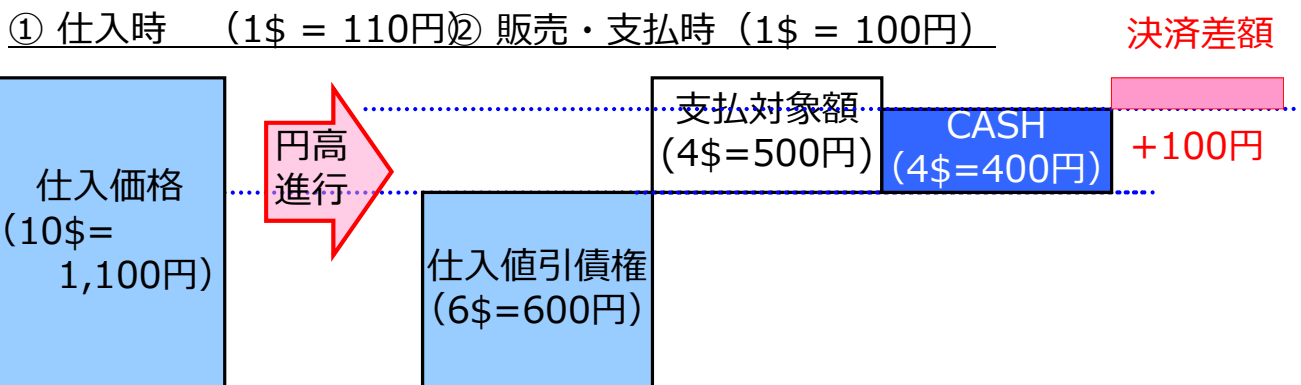 ① 仕入時 （1$ = 110円）② 販売・支払時（1$ = 100円）
決済差額
円高
進行
仕入価格
（10$=
1,100円）
支払対象額
(4$=500円)
CASH
(4$=400円)
+100円
仕入値引債権
（6$=600円）